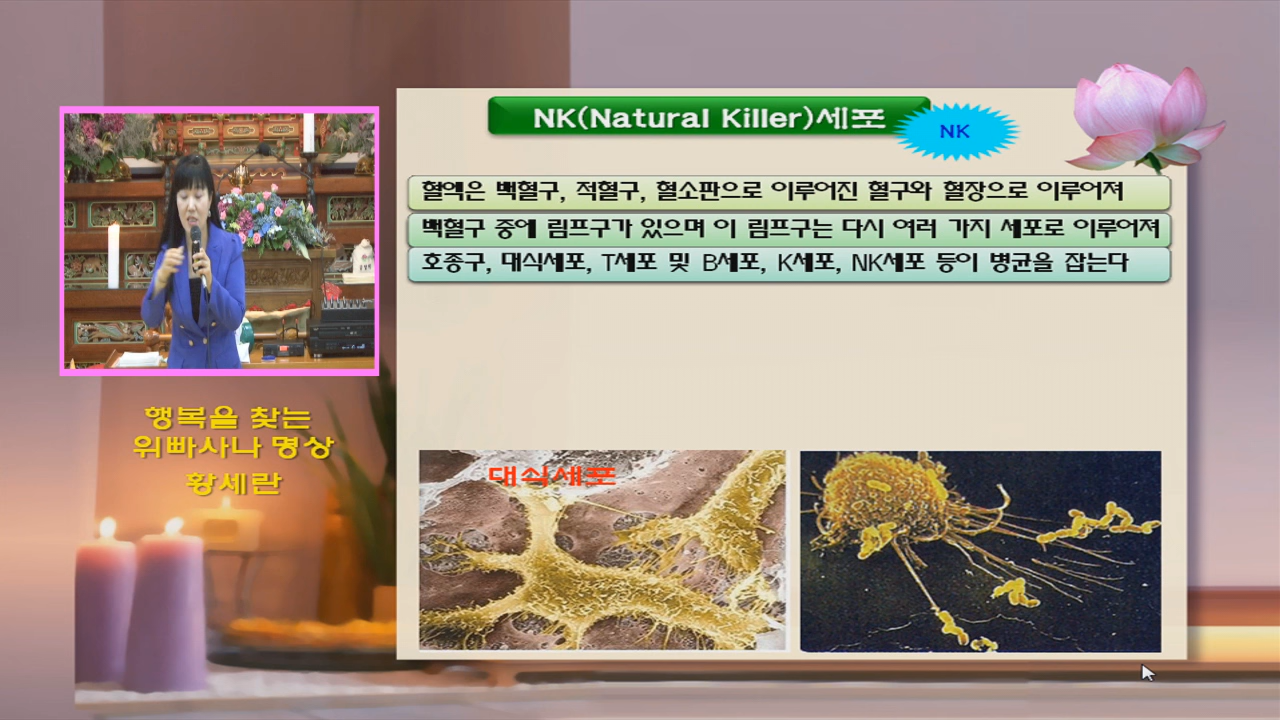 NK(Natural Killer)세포
NK
혈액은 백혈구, 적혈구, 혈소판으로 이루어진 혈구와 혈장으로 이루어져
백혈구 중에 림프구가 있으며 이 림프구는 다시 여러 가지 세포로 이루어져
호중구, 대식세포, T세포 및 B세포, K세포, NK세포 등이 병균을 잡는다
행복을 찾는
위빠사나 명상
황세란
대식세포